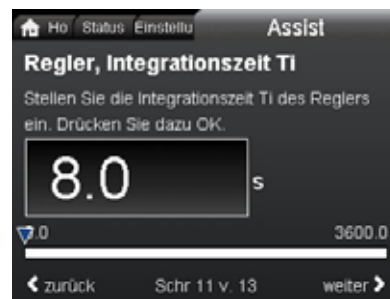 Ho Status Einstellu Assist
Regler, Integrationszeit Ti
Stellen Sie die Integrationszeit Ti des Reglers
ein. Drücken Sie dazu OK.
8.0 s
3600.0
zurück Schr 11 v. 13 weiter